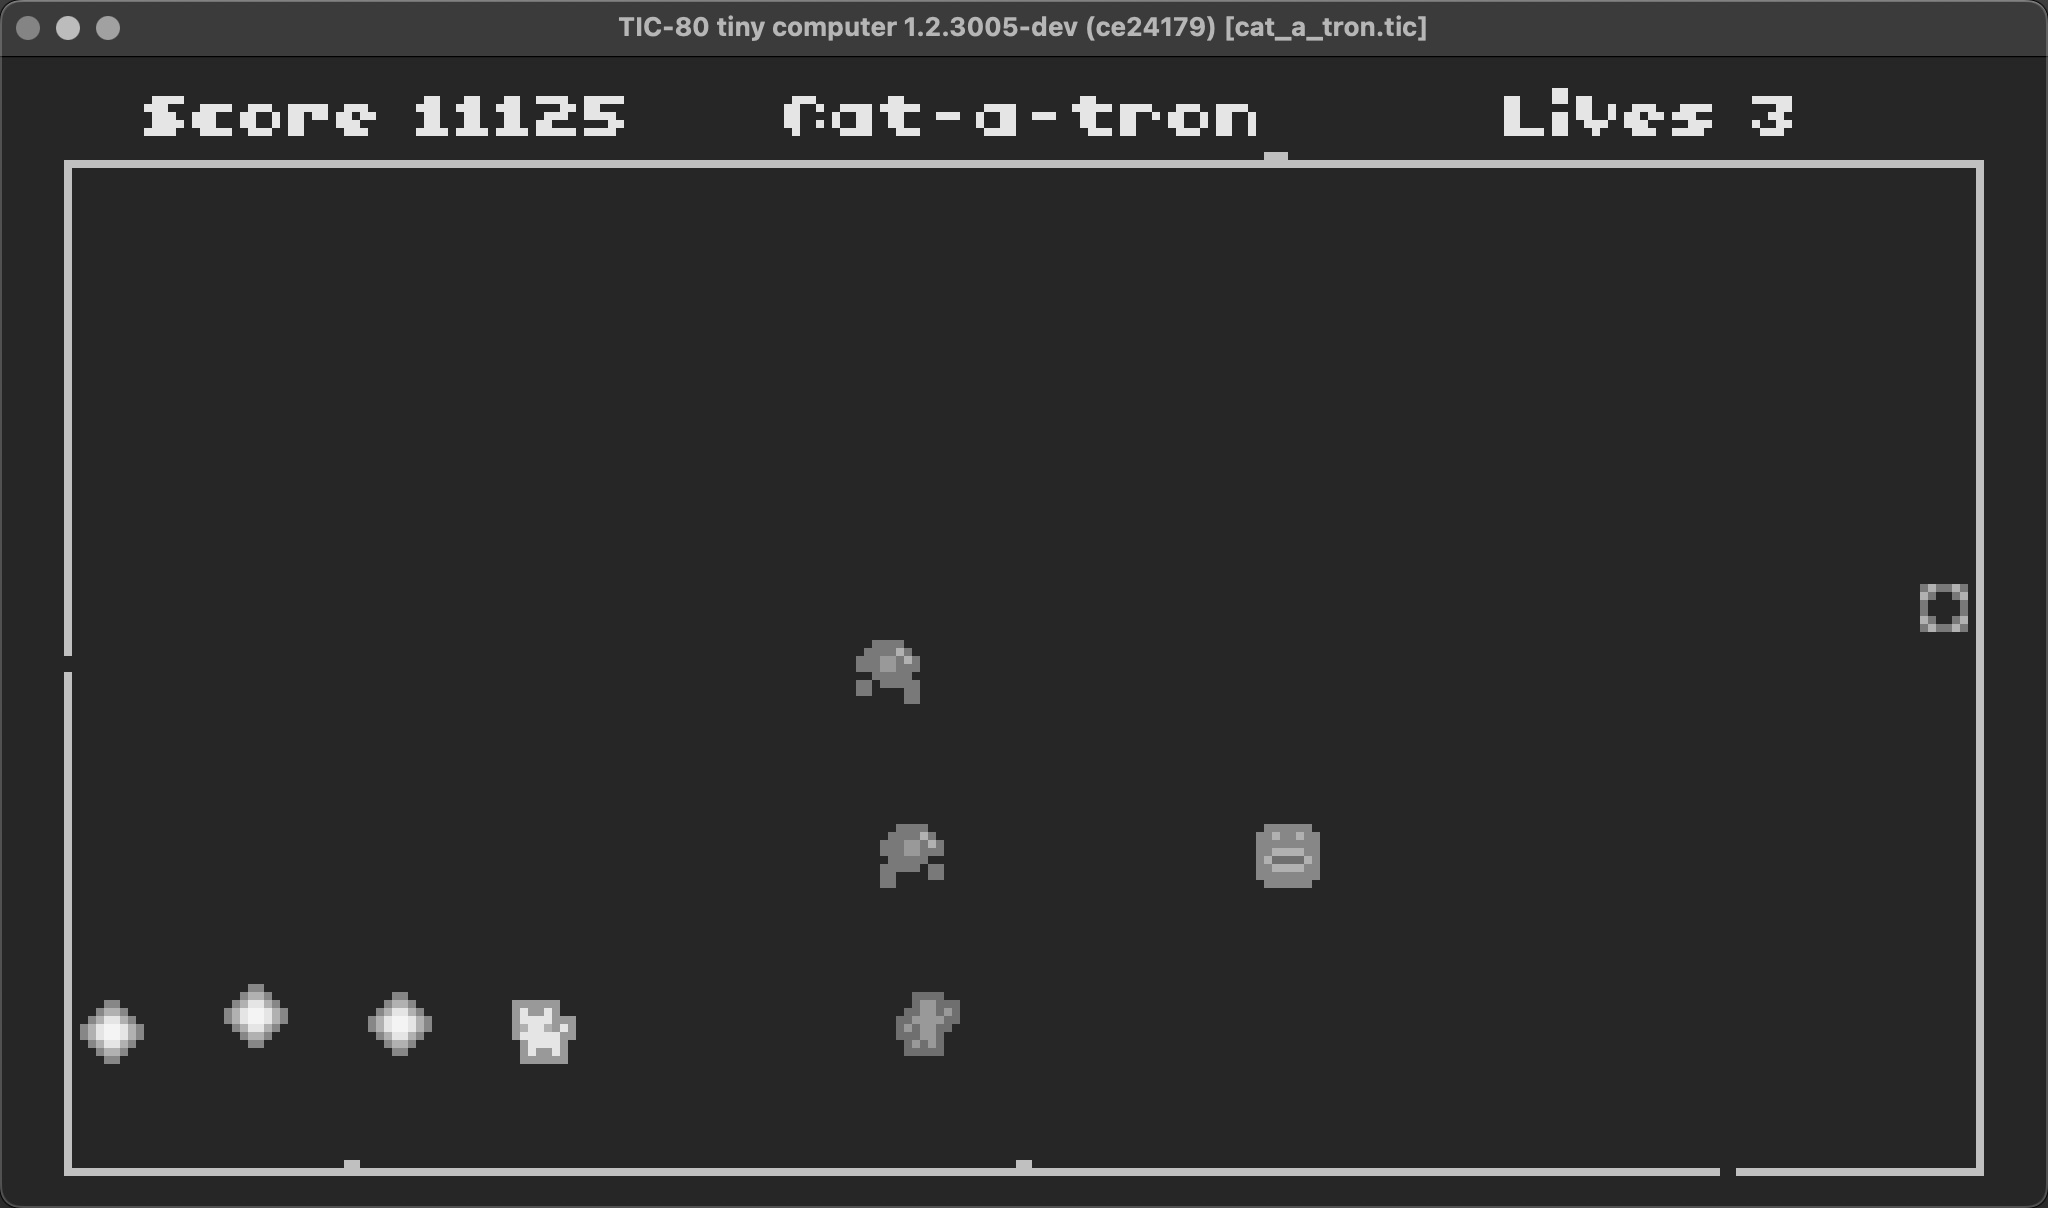 TIC-80 tiny computer 1.2.3005-dev (ce24179) [cat_a_tron.tic]
Score 11125 Cat-a-tron Lives 3